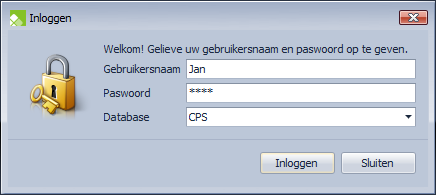 Inloggen
Welkom! Gelieve uw gebruikersnaam en paswoord op te geven.
Gebruikersnaam Jan
Paswoord ****
Database CPS
Inloggen Sluiten